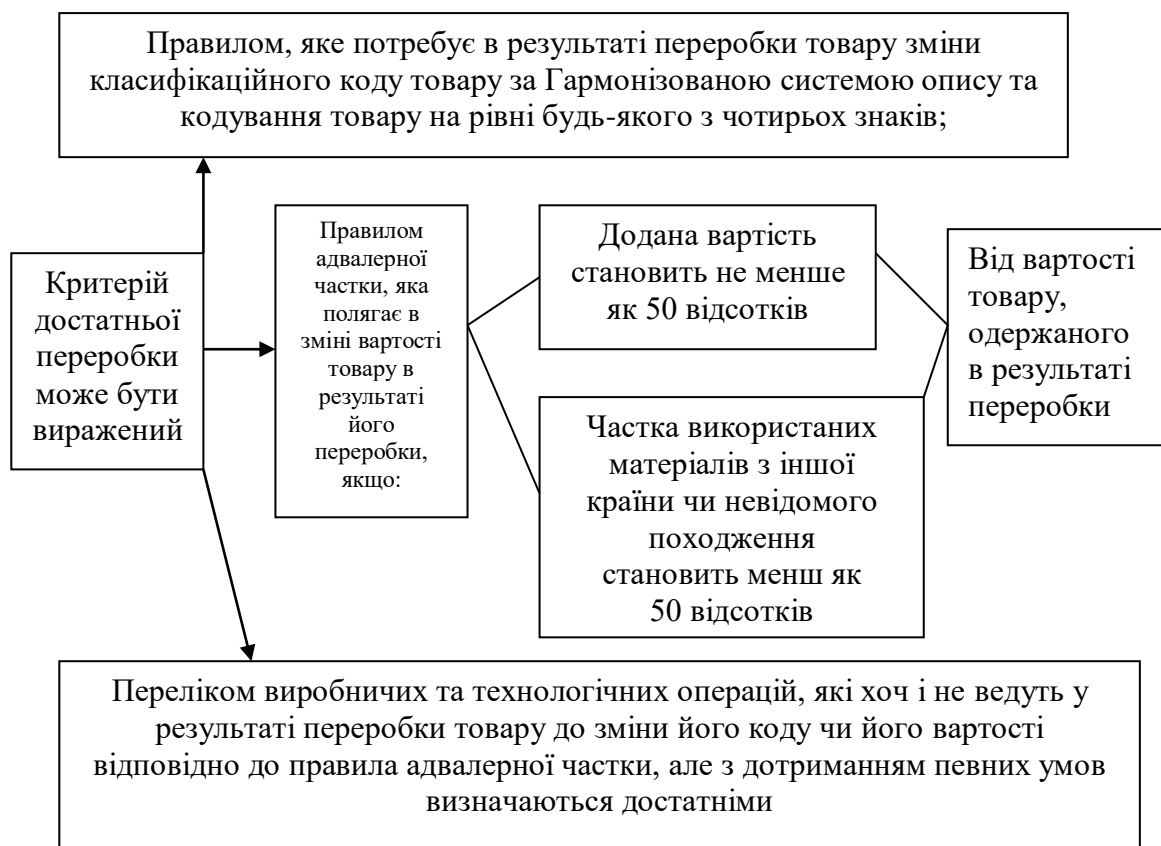 Правилом, яке потребує в результаті переробки товару зміни
класифікаційного коду товару за Гармонізованою системою опису та
кодування товару на рівні будь-якого з чотирьох знаків;
Критерій
достатньої
переробки
може бути
виражений
Правилом
адвалерної
частки, яка
полягає в
зміні вартості
товару в
результаті
його
переробки,
якщо:
Додана вартість
становить не менше
як 50 відсотків
Частка використаних
матеріалів з іншої
країни чи невідомого
походження
становить менш як
50 відсотків
Від вартості
товару,
одержаного
в результаті
переробки
Переліком виробничих та технологічних операцій, які хоч і не ведуть у
результаті переробки товару до зміни його коду чи його вартості
відповідно до правила адвалерної частки, але з дотриманням певних умов
визначаються достатніми